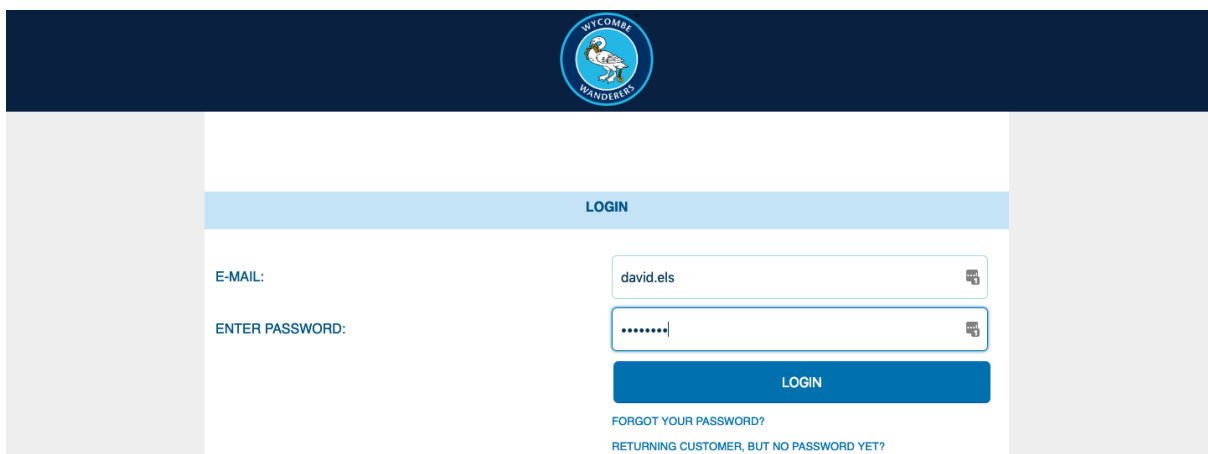 WYCOMBE
WANDERERS
LOGIN
E-MAIL:
david.els
ENTER PASSWORD:
••••••••
LOGIN
FORGOT YOUR PASSWORD?
RETURNING CUSTOMER, BUT NO PASSWORD YET?